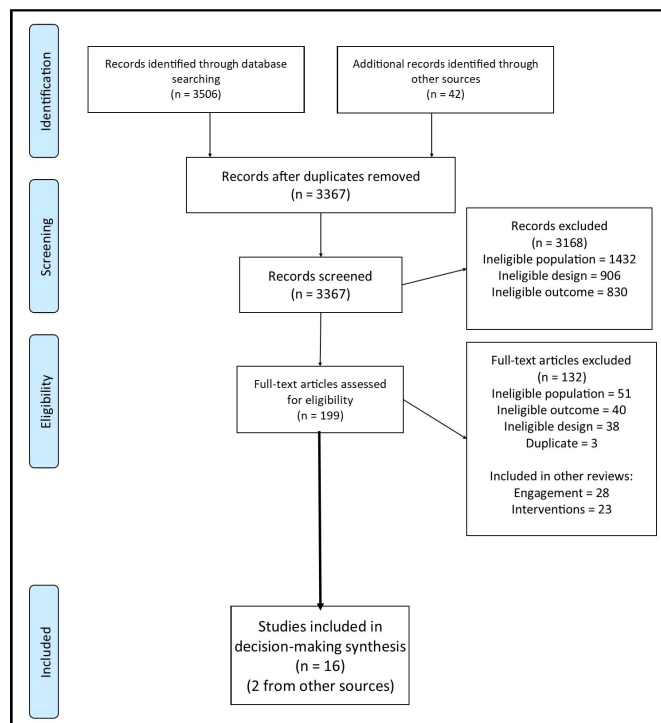 Identification
Records identified through database
searching
(n = 3506)
Additional records identified through
other sources
(n = 42)
Records after duplicates removed
(n = 3367)
Screening
Records screened
(n = 3367)
Records excluded
(n = 3168)
Ineligible population = 1432
Ineligible design = 906
Ineligible outcome = 830
Eligibility
Full-text articles assessed
for eligibility
(n = 199)
Full-text articles excluded
(n = 132)
Ineligible population = 51
Ineligible outcome = 40
Ineligible design = 38
Duplicate = 3
Included in other reviews:
Engagement = 28
Interventions = 23
Included
Studies included in
decision-making synthesis
(n = 16)
(2 from other sources)